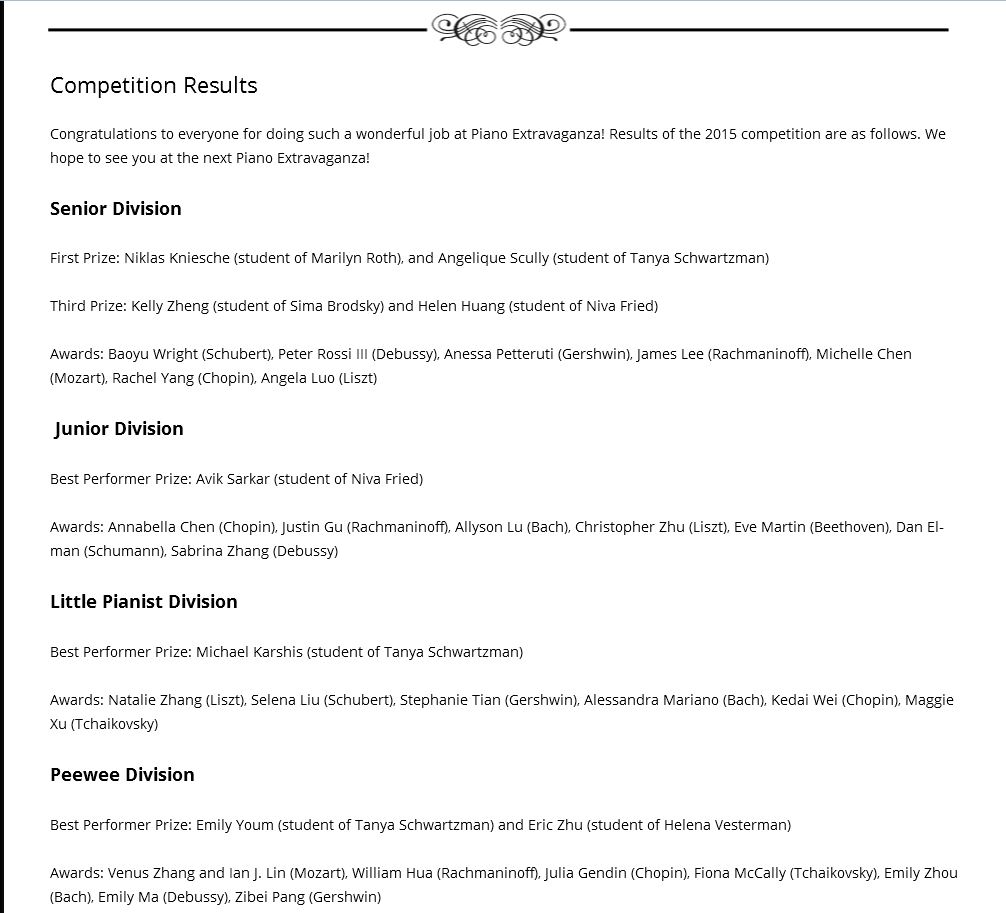 Competition Results
Congratulations to everyone for doing such a wonderful job at Piano Extravaganza! Results of the 2015 competition are as follows. We
hope to see you at the next Piano Extravaganza!
Senior Division
First Prize: Niklas Kniesche (student of Marilyn Roth), and Angelique Scully (student of Tanya Schwartzman)
Third Prize: Kelly Zheng (student of Sima Brodsky) and Helen Huang (student of Niva Fried)
Awards: Baoyu Wright (Schubert), Peter Rossi III (Debussy), Anessa Petteruti (Gershwin), James Lee (Rachmaninoff), Michelle Chen
(Mozart), Rachel Yang (Chopin), Angela Luo (Liszt)
Junior Division
Best Performer Prize: Avik Sarkar (student of Niva Fried)
Awards: Annabella Chen (Chopin), Justin Gu (Rachmaninoff), Allyson Lu (Bach), Christopher Zhu (Liszt), Eve Martin (Beethoven), Dan El-
man (Schumann), Sabrina Zhang (Debussy)
Little Pianist Division
Best Performer Prize: Michael Karshis (student of Tanya Schwartzman)
Awards: Natalie Zhang (Liszt), Selena Liu (Schubert), Stephanie Tian (Gershwin), Alessandra Mariano (Bach), Kedai Wei (Chopin), Maggie
Xu (Tchaikovsky)
Peewee Division
Best Performer Prize: Emily Youm (student of Tanya Schwartzman) and Eric Zhu (student of Helena Vesterman)
Awards: Venus Zhang and Ian J. Lin (Mozart), William Hua (Rachmaninoff), Julia Gendin (Chopin), Fiona McCally (Tchaikovsky), Emily Zhou
(Bach), Emily Ma (Debussy), Zibei Pang (Gershwin)